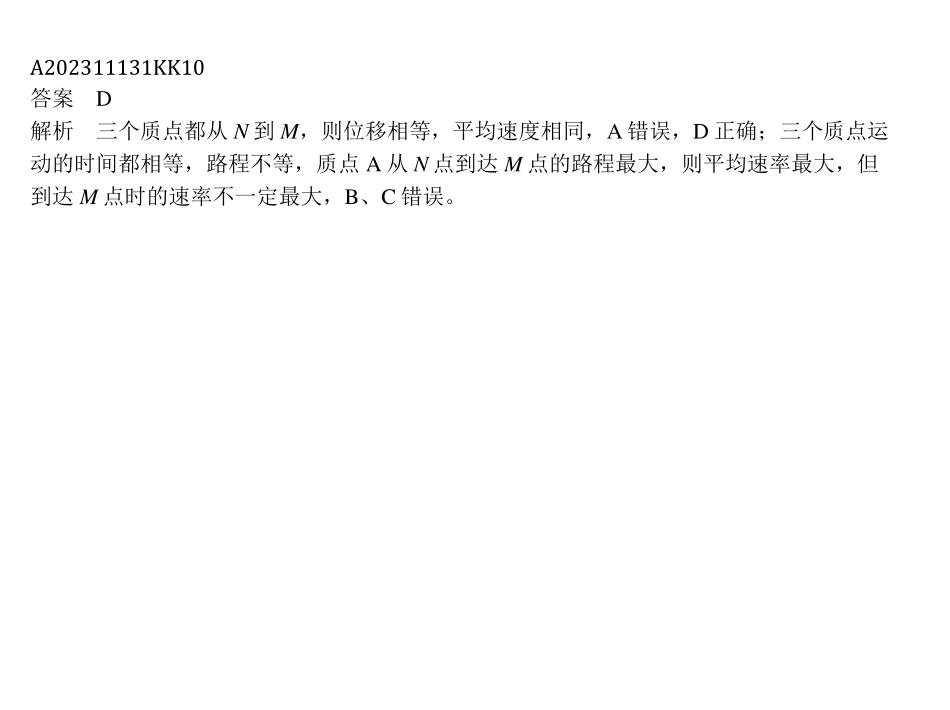 A202311131KK10
答案　D
解析　三个质点都从 N 到 M，则位移相等，平均速度相同，A 错误，D 正确；三个质点运
动的时间都相等，路程不等，质点 A 从 N 点到达 M 点的路程最大，则平均速率最大，但
到达 M 点时的速率不一定最大，B、C 错误。